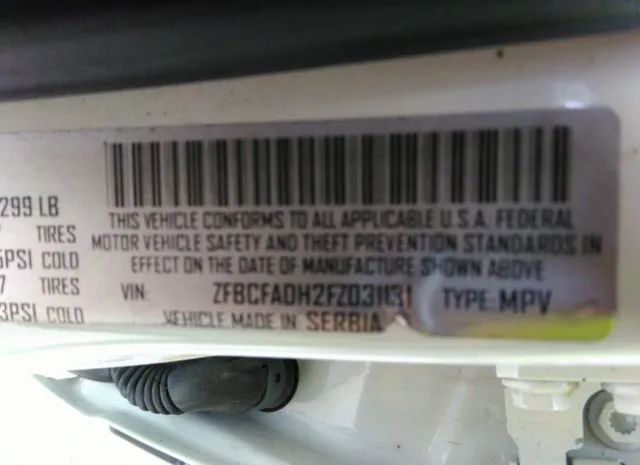 299 LB
TIRES
PSI COLD
7 TIRES
3PSI COLD
THIS VEHICLE CONFORMS TO ALL APPLICABLE U.S.A. FEDERAL
MOTOR VEHICLE SAFETY AND THEFT PREVENTION STANDARDS IN
EFFECT ON THE DATE OF MANUFACTURE SHOWN ABOVE.
VIN: ZFBCFADH2FZ031131 TYPE: MPV
VEHICLE MADE IN SERBIA